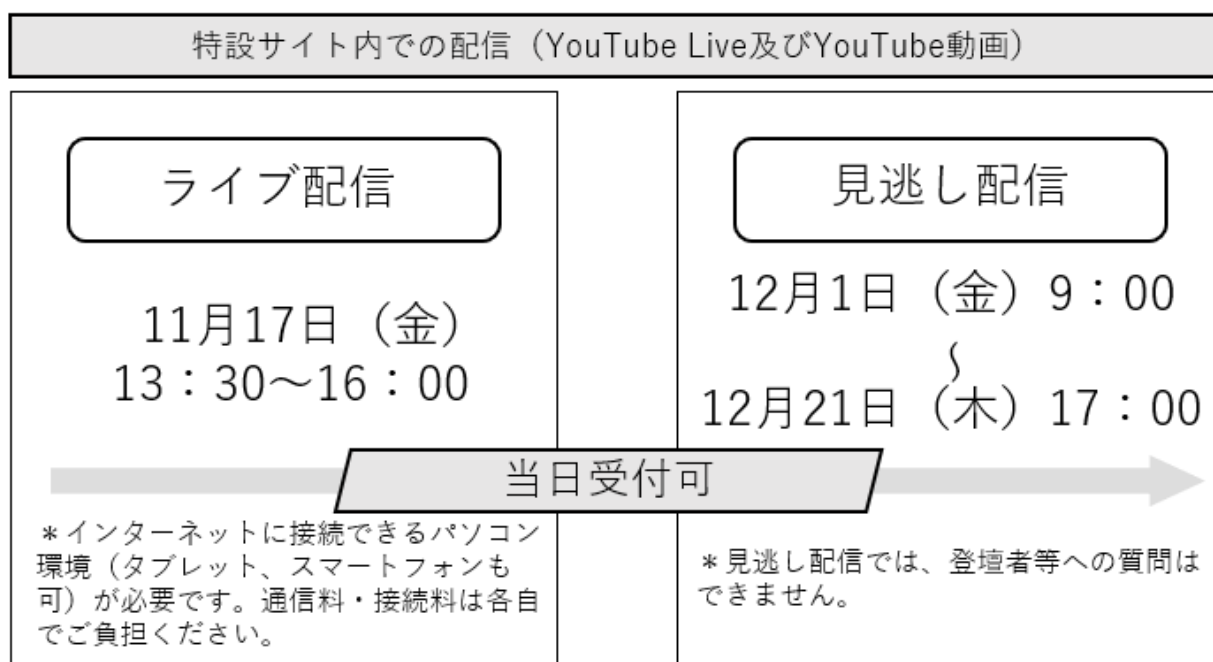 特設サイト内での配信（YouTube Live及びYouTube動画）
ライブ配信
11月17日（金）
13：30～16：00
見逃し配信
12月1日（金）9：00
～
12月21日（木）17：00
当日受付可
＊インターネットに接続できるパソコン
環境（タブレット、スマートフォンも
可）が必要です。通信料・接続料は各自
でご負担ください。
＊見逃し配信では、登壇者等への質問は
できません。